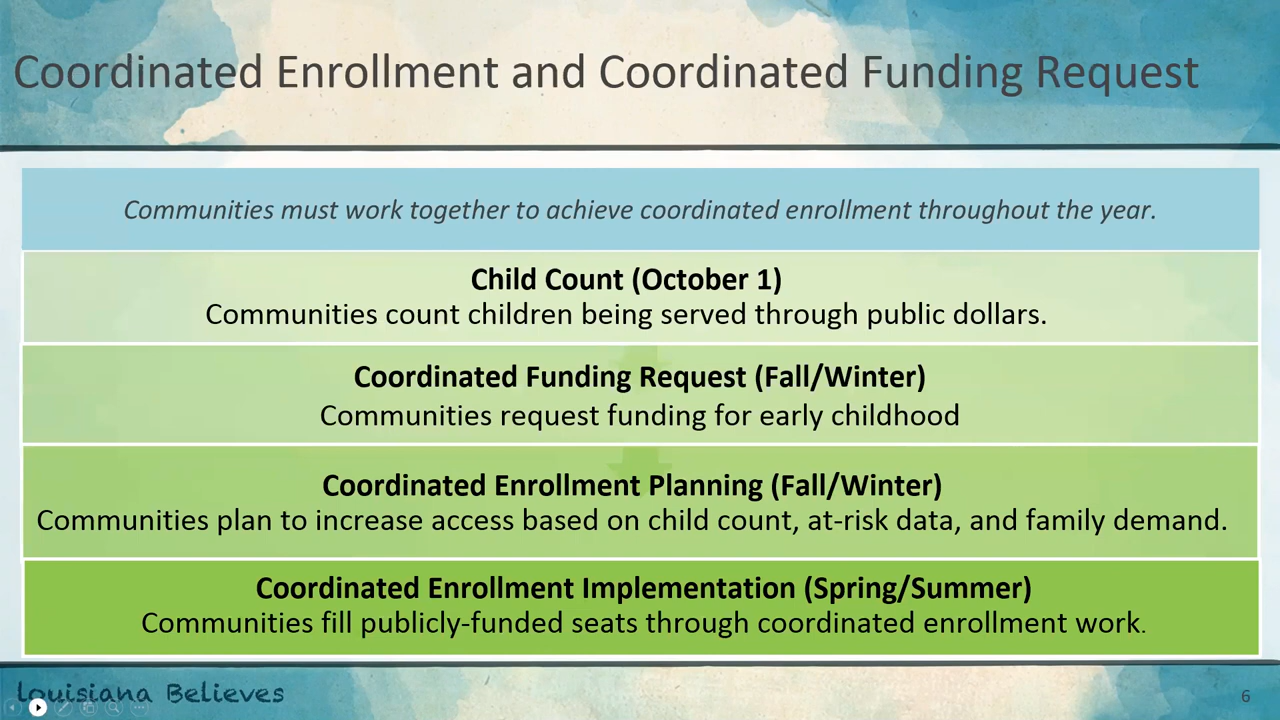 Coordinated Enrollment and Coordinated Funding Request
Communities must work together to achieve coordinated enrollment throughout the year.
Child Count (October 1)
Communities count children being served through public dollars.
Coordinated Funding Request (Fall/Winter)
Communities request funding for early childhood
Coordinated Enrollment Planning (Fall/Winter)
Communities plan to increase access based on child count, at-risk data, and family demand.
Coordinated Enrollment Implementation (Spring/Summer)
Communities fill publicly-funded seats through coordinated enrollment work.
Louisiana Believes
6